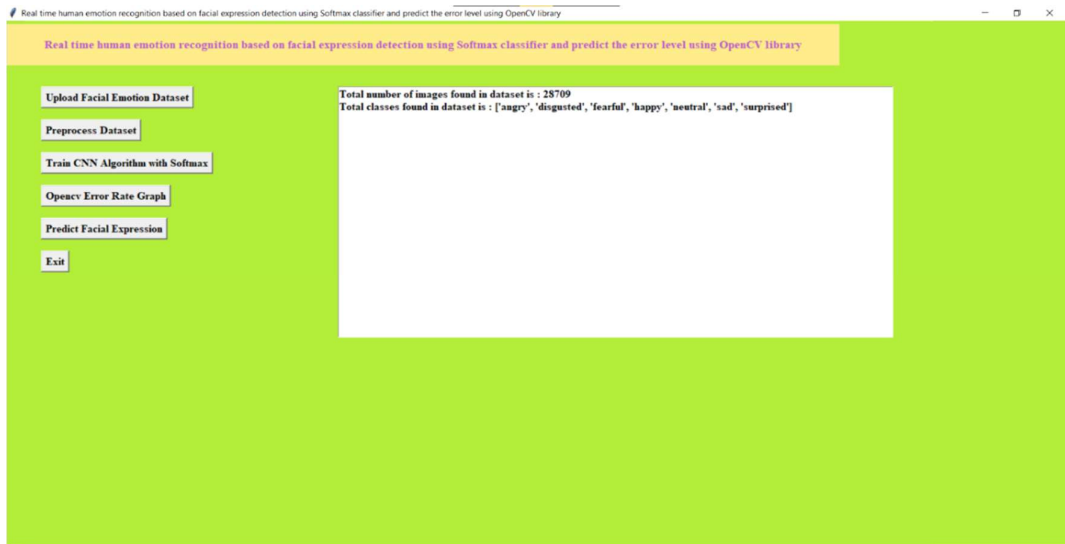 Real time human emotion recognition based on facial expression detection using Softmax classifier and predict the error level using OpenCV library
Real time human emotion recognition based on facial expression detection using Softmax classifier and predict the error level using OpenCV library
Upload Facial Emotion Dataset
Preprocess Dataset
Train CNN Algorithm with Softmax
Opencv Error Rate Graph
Predict Facial Expression
Exit
Total number of images found in dataset is : 28709
Total classes found in dataset is : ['angry', 'disgusted', 'fearful', 'happy', 'neutral', 'sad', 'surprised']